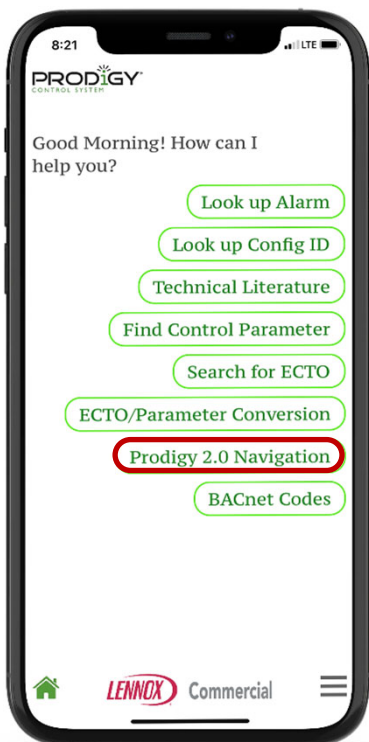 8:21
LTE
PRODIGY
CONTROL SYSTEM
Good Morning! How can I
help you?
Look up Alarm
Look up Config ID
Technical Literature
Find Control Parameter
Search for ECTO
ECTO/Parameter Conversion
Prodigy 2.0 Navigation
BACnet Codes
LENNOX Commercial